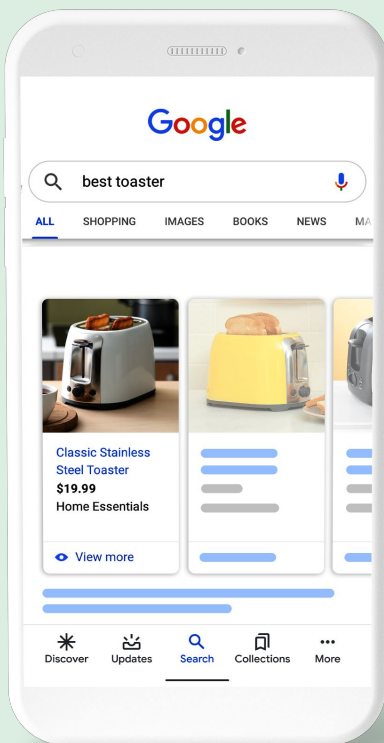 Google
best toaster
ALL SHOPPING IMAGES BOOKS NEWS MA
Classic Stainless
Steel Toaster
$19.99
Home Essentials
View more
Discover Updates Search Collections More